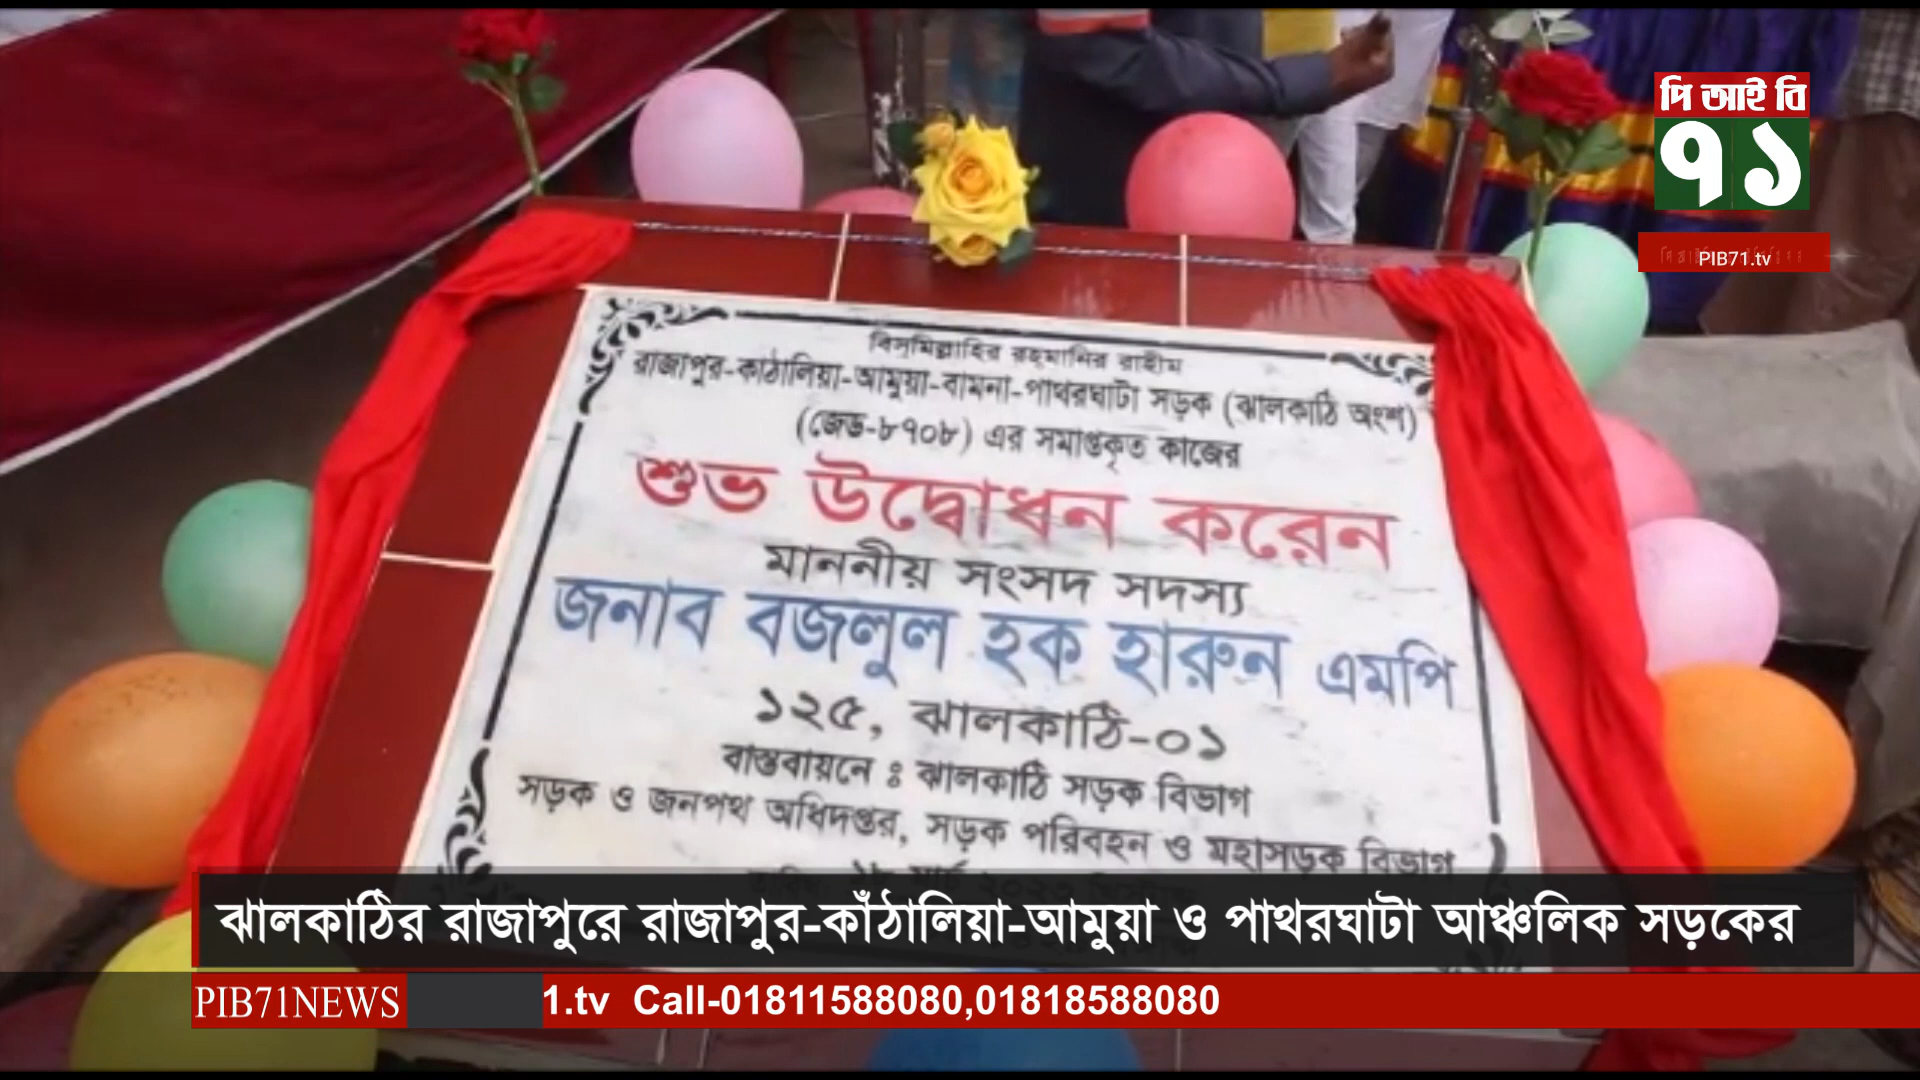 পি আই বি
৭১
PIB71.tv
বিসমিল্লাহির রহমানির রাহীম
রাজাপুর-কাঠালিয়া-আমুয়া-বামনা-পাথরঘাটা সড়ক (ঝালকাঠি অংশ)
(জেড-৮৭০৮) এর সমাপ্তকৃত কাজের
শুভ উদ্বোধন করেন
মাননীয় সংসদ সদস্য
জনাব বজলুল হক হারুন এমপি
১২৫, ঝালকাঠি-০১
বাস্তবায়নে ঃ ঝালকাঠি সড়ক বিভাগ
সড়ক ও জনপথ অধিদপ্তর, সড়ক পরিবহন ও মহাসড়ক বিভাগ
ঝালকাঠির রাজাপুরে রাজাপুর-কাঁঠালিয়া-আমুয়া ও পাথরঘাটা আঞ্চলিক সড়কের
PIB71NEWS
1.tv Call-01811588080,01818588080